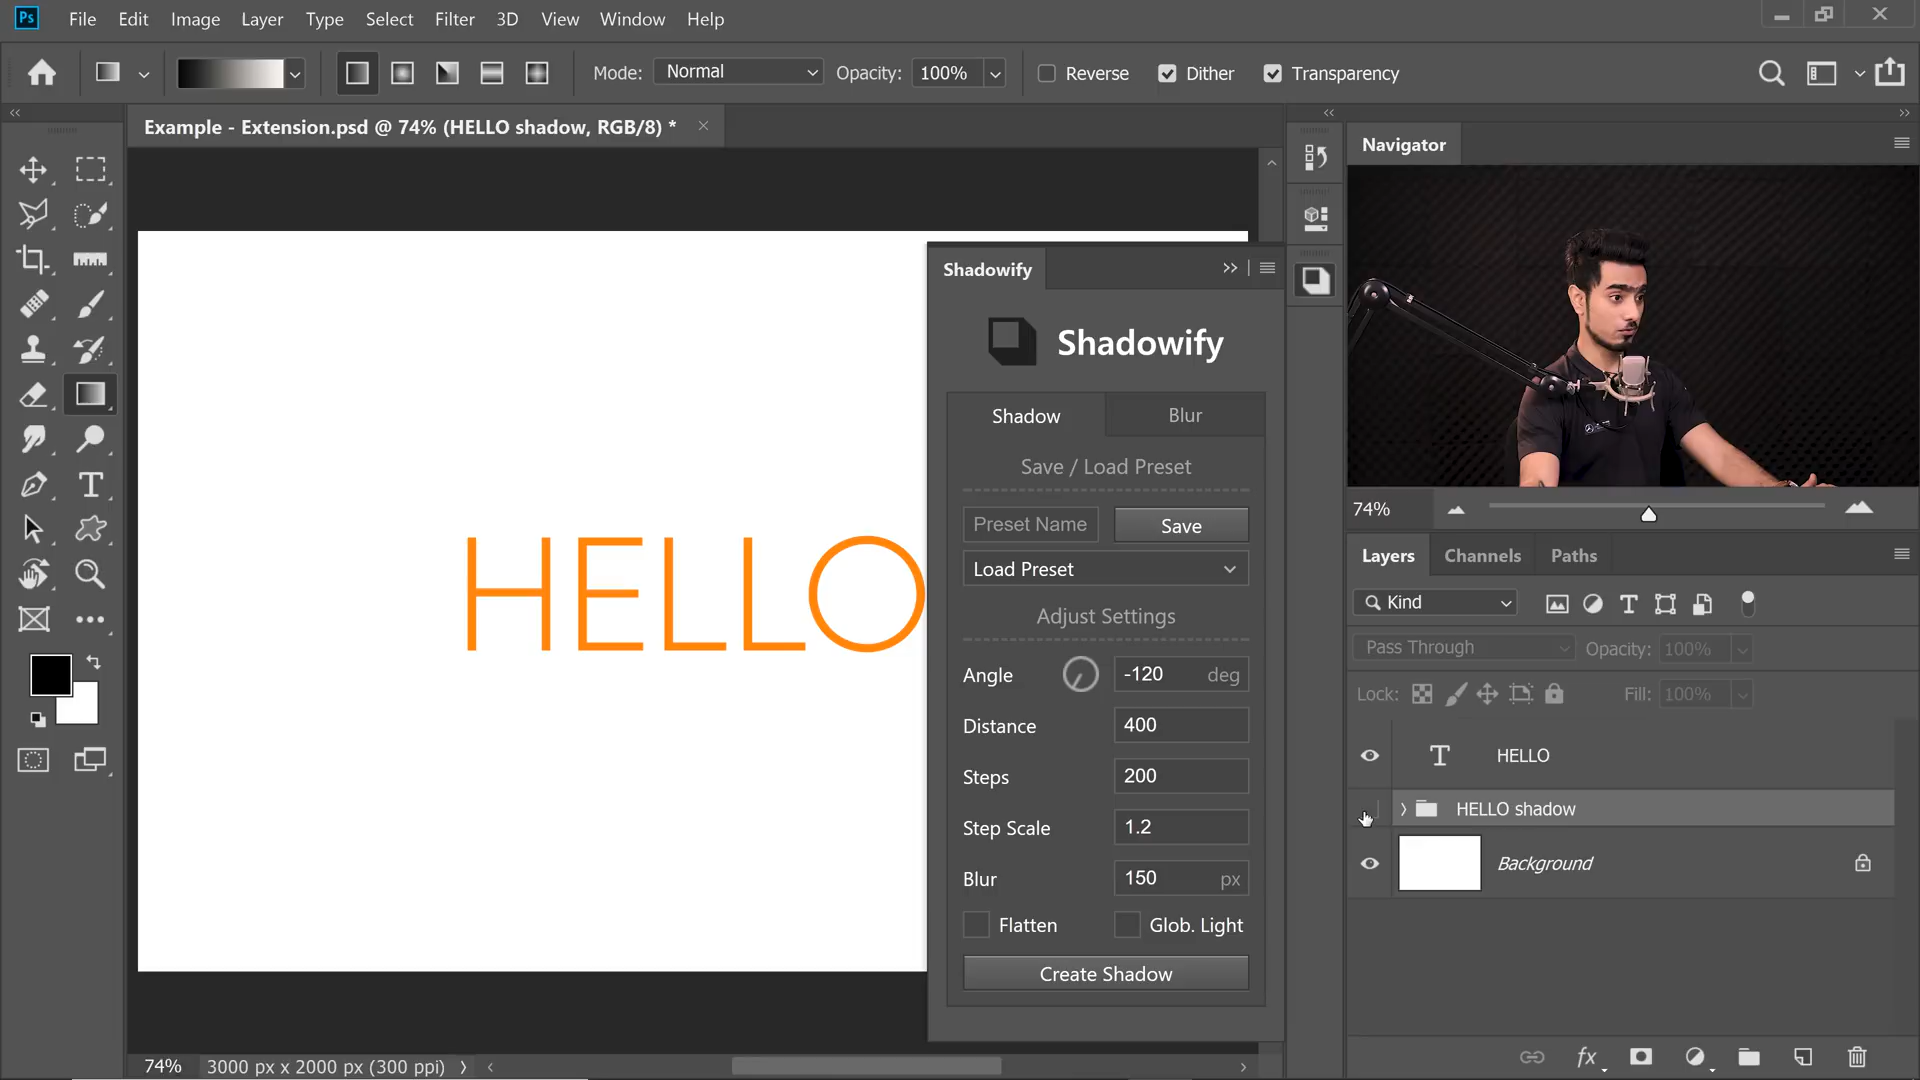 Ps File Edit Image Layer Type Select Filter 3D View Window Help
Mode: Normal Opacity: 100% Reverse Dither Transparency
Example - Extension.psd @ 74% (HELLO shadow, RGB/8) *
HELLO
74% 3000 px x 2000 px (300 ppi)
Shadowify
Shadowify
Shadow Blur
Save / Load Preset
Preset Name Save
Load Preset
Adjust Settings
Angle -120 deg
Distance 400
Steps 200
Step Scale 1.2
Blur 150 px
Flatten Glob. Light
Create Shadow
Navigator
74%
Layers Channels Paths
Kind
Pass Through Opacity: 100%
Lock: Fill: 100%
HELLO
HELLO shadow
Background
fx